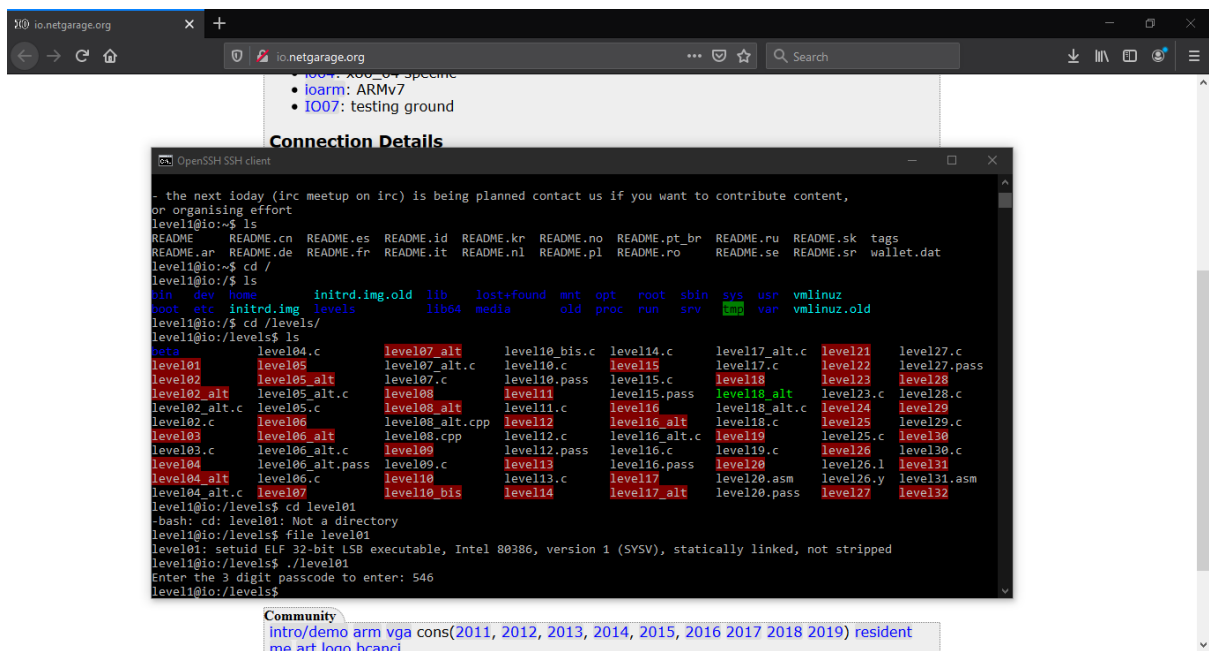 io.netgarage.org
io.netgarage.org
Search
ioarm: ARMv7
IO07: testing ground
Connection Details
OpenSSH SSH client
- the next ioday (irc meetup on irc) is being planned contact us if you want to contribute content,
or organising effort
level1@io:~$ ls
README README.cn README.es README.id README.kr README.no README.pt_br README.ru README.sk tags
README.ar README.de README.fr README.it README.nl README.pl README.ro README.se README.sr wallet.dat
level1@io:~$ cd /
level1@io:/$ ls
bin dev home initrd.img.old lib lost+found mnt opt root sbin sys usr vmlinuz
boot etc initrd.img levels lib64 media old proc run srv tmp var vmlinuz.old
level1@io:/$ cd /levels/
level1@io:/levels$ ls
beta level04.c level07_alt level10_bis.c level14.c level17_alt.c level21 level27.c
level01 level05 level07_alt.c level10.c level15 level17.c level22 level27.pass
level02 level05_alt level07.c level10.pass level15.c level18 level23 level28
level02_alt level05_alt.c level08 level11 level15.pass level18_alt level23.c level28.c
level02_alt.c level05.c level08_alt level11.c level16 level18_alt.c level24 level29
level02.c level06 level08_alt.cpp level12 level16_alt level18.c level25 level29.c
level03 level06_alt level08.cpp level12.c level16_alt.c level19 level25.c level30
level03.c level06_alt.c level09 level12.pass level16.c level19.c level26 level30.c
level04 level06_alt.pass level09.c level13 level16.pass level20 level26.l level31
level04_alt level06.c level10 level13.c level17 level20.asm level26.y level31.asm
level04_alt.c level07 level10_bis level14 level17_alt level20.pass level27 level32
level1@io:/levels$ cd level01
-bash: cd: level01: Not a directory
level1@io:/levels$ file level01
level01: setuid ELF 32-bit LSB executable, Intel 80386, version 1 (SYSV), statically linked, not stripped
level1@io:/levels$ ./level01
Enter the 3 digit passcode to enter: 546
level1@io:/levels$
Community
intro/demo arm vga cons(2011, 2012, 2013, 2014, 2015, 2016 2017 2018 2019) resident
me art logo bcanci